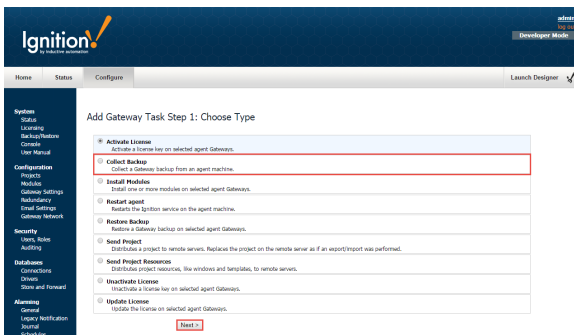 admin
log out
Developer Mode
Ignition!
by inductive automation
Home
Status
Configure
Launch Designer
System
Status
Licensing
Backup/Restore
Console
User Manual
Configuration
Projects
Modules
Gateway Settings
Redundancy
Email Settings
Gateway Network
Security
Users, Roles
Auditing
Databases
Connections
Drivers
Store and Forward
Alarming
General
Legacy Notification
Journal
Schedules
Add Gateway Task Step 1: Choose Type
Activate License
Activate a license key on selected agent Gateways.
Collect Backup
Collect a Gateway backup from an agent machine.
Install Modules
Install one or more modules on selected agent Gateways.
Restart agent
Restarts the Ignition service on the agent machine.
Restore Backup
Restore a Gateway backup on selected agent Gateways.
Send Project
Distributes a project to remote servers. Replaces the project on the remote server as if an export/import was performed.
Send Project Resources
Distributes project resources, like windows and templates, to remote servers.
Unactivate License
Unactivate a license key on selected agent Gateways.
Update License
Update the license on selected agent Gateways.
Next >